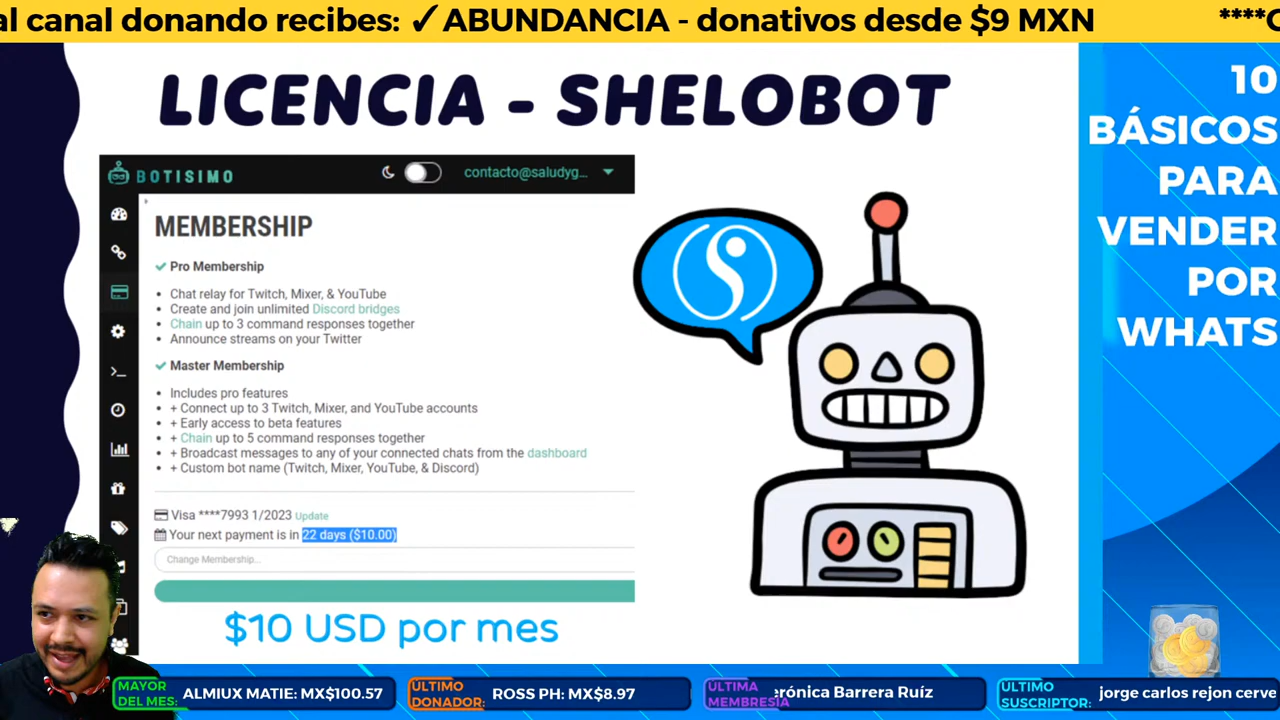 al canal donando recibes: ✓ABUNDANCIA - donativos desde $9 MXN ****
LICENCIA - SHELOBOT
10
BÁSICOS
PARA
VENDER
POR
WHATS
BOTISIMO
contacto@saludyg...
MEMBERSHIP
✓ Pro Membership
• Chat relay for Twitch, Mixer, & YouTube
• Create and join unlimited Discord bridges
• Chain up to 3 command responses together
• Announce streams on your Twitter
✓ Master Membership
• Includes pro features
• + Connect up to 3 Twitch, Mixer, and YouTube accounts
• + Early access to beta features
• + Chain up to 5 command responses together
• + Broadcast messages to any of your connected chats from the dashboard
• + Custom bot name (Twitch, Mixer, YouTube, & Discord)
Visa ****7993 1/2023 Update
Your next payment is in 22 days ($10.00)
Change Membership...
$10 USD por mes
MAYOR
DEL MES:
ALMIUX MATIE: MX$100.57
ULTIMO
DONADOR:
ROSS PH: MX$8.97
ULTIMA
MEMBRESIA
erónica Barrera Ruíz
ÚLTIMO
SUSCRIPTOR:
jorge carlos rejon cerve